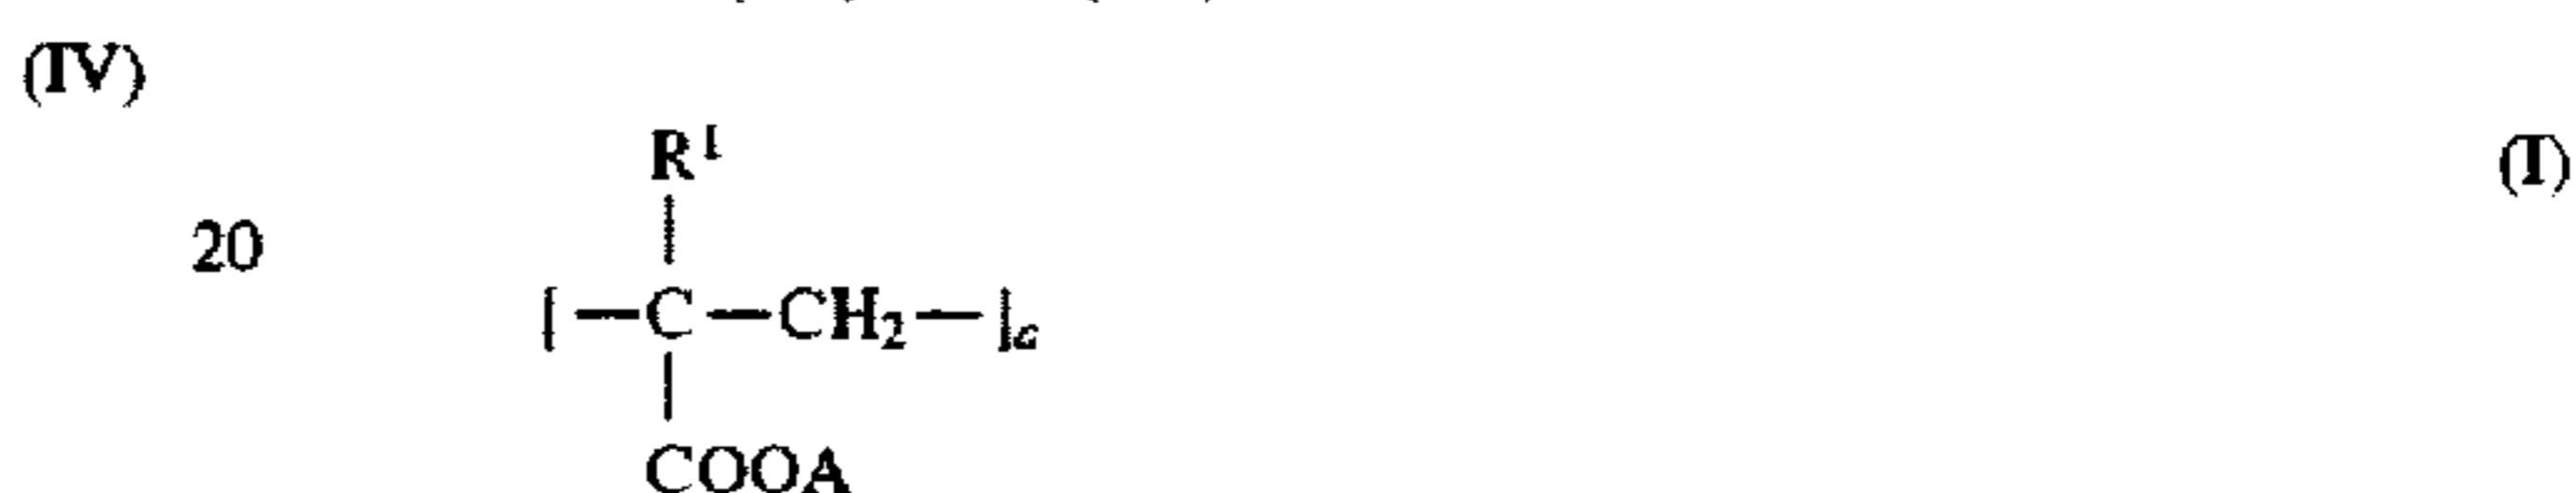 (IV)
R¹ (I)
20
[—C—CH₂—]a
COOA